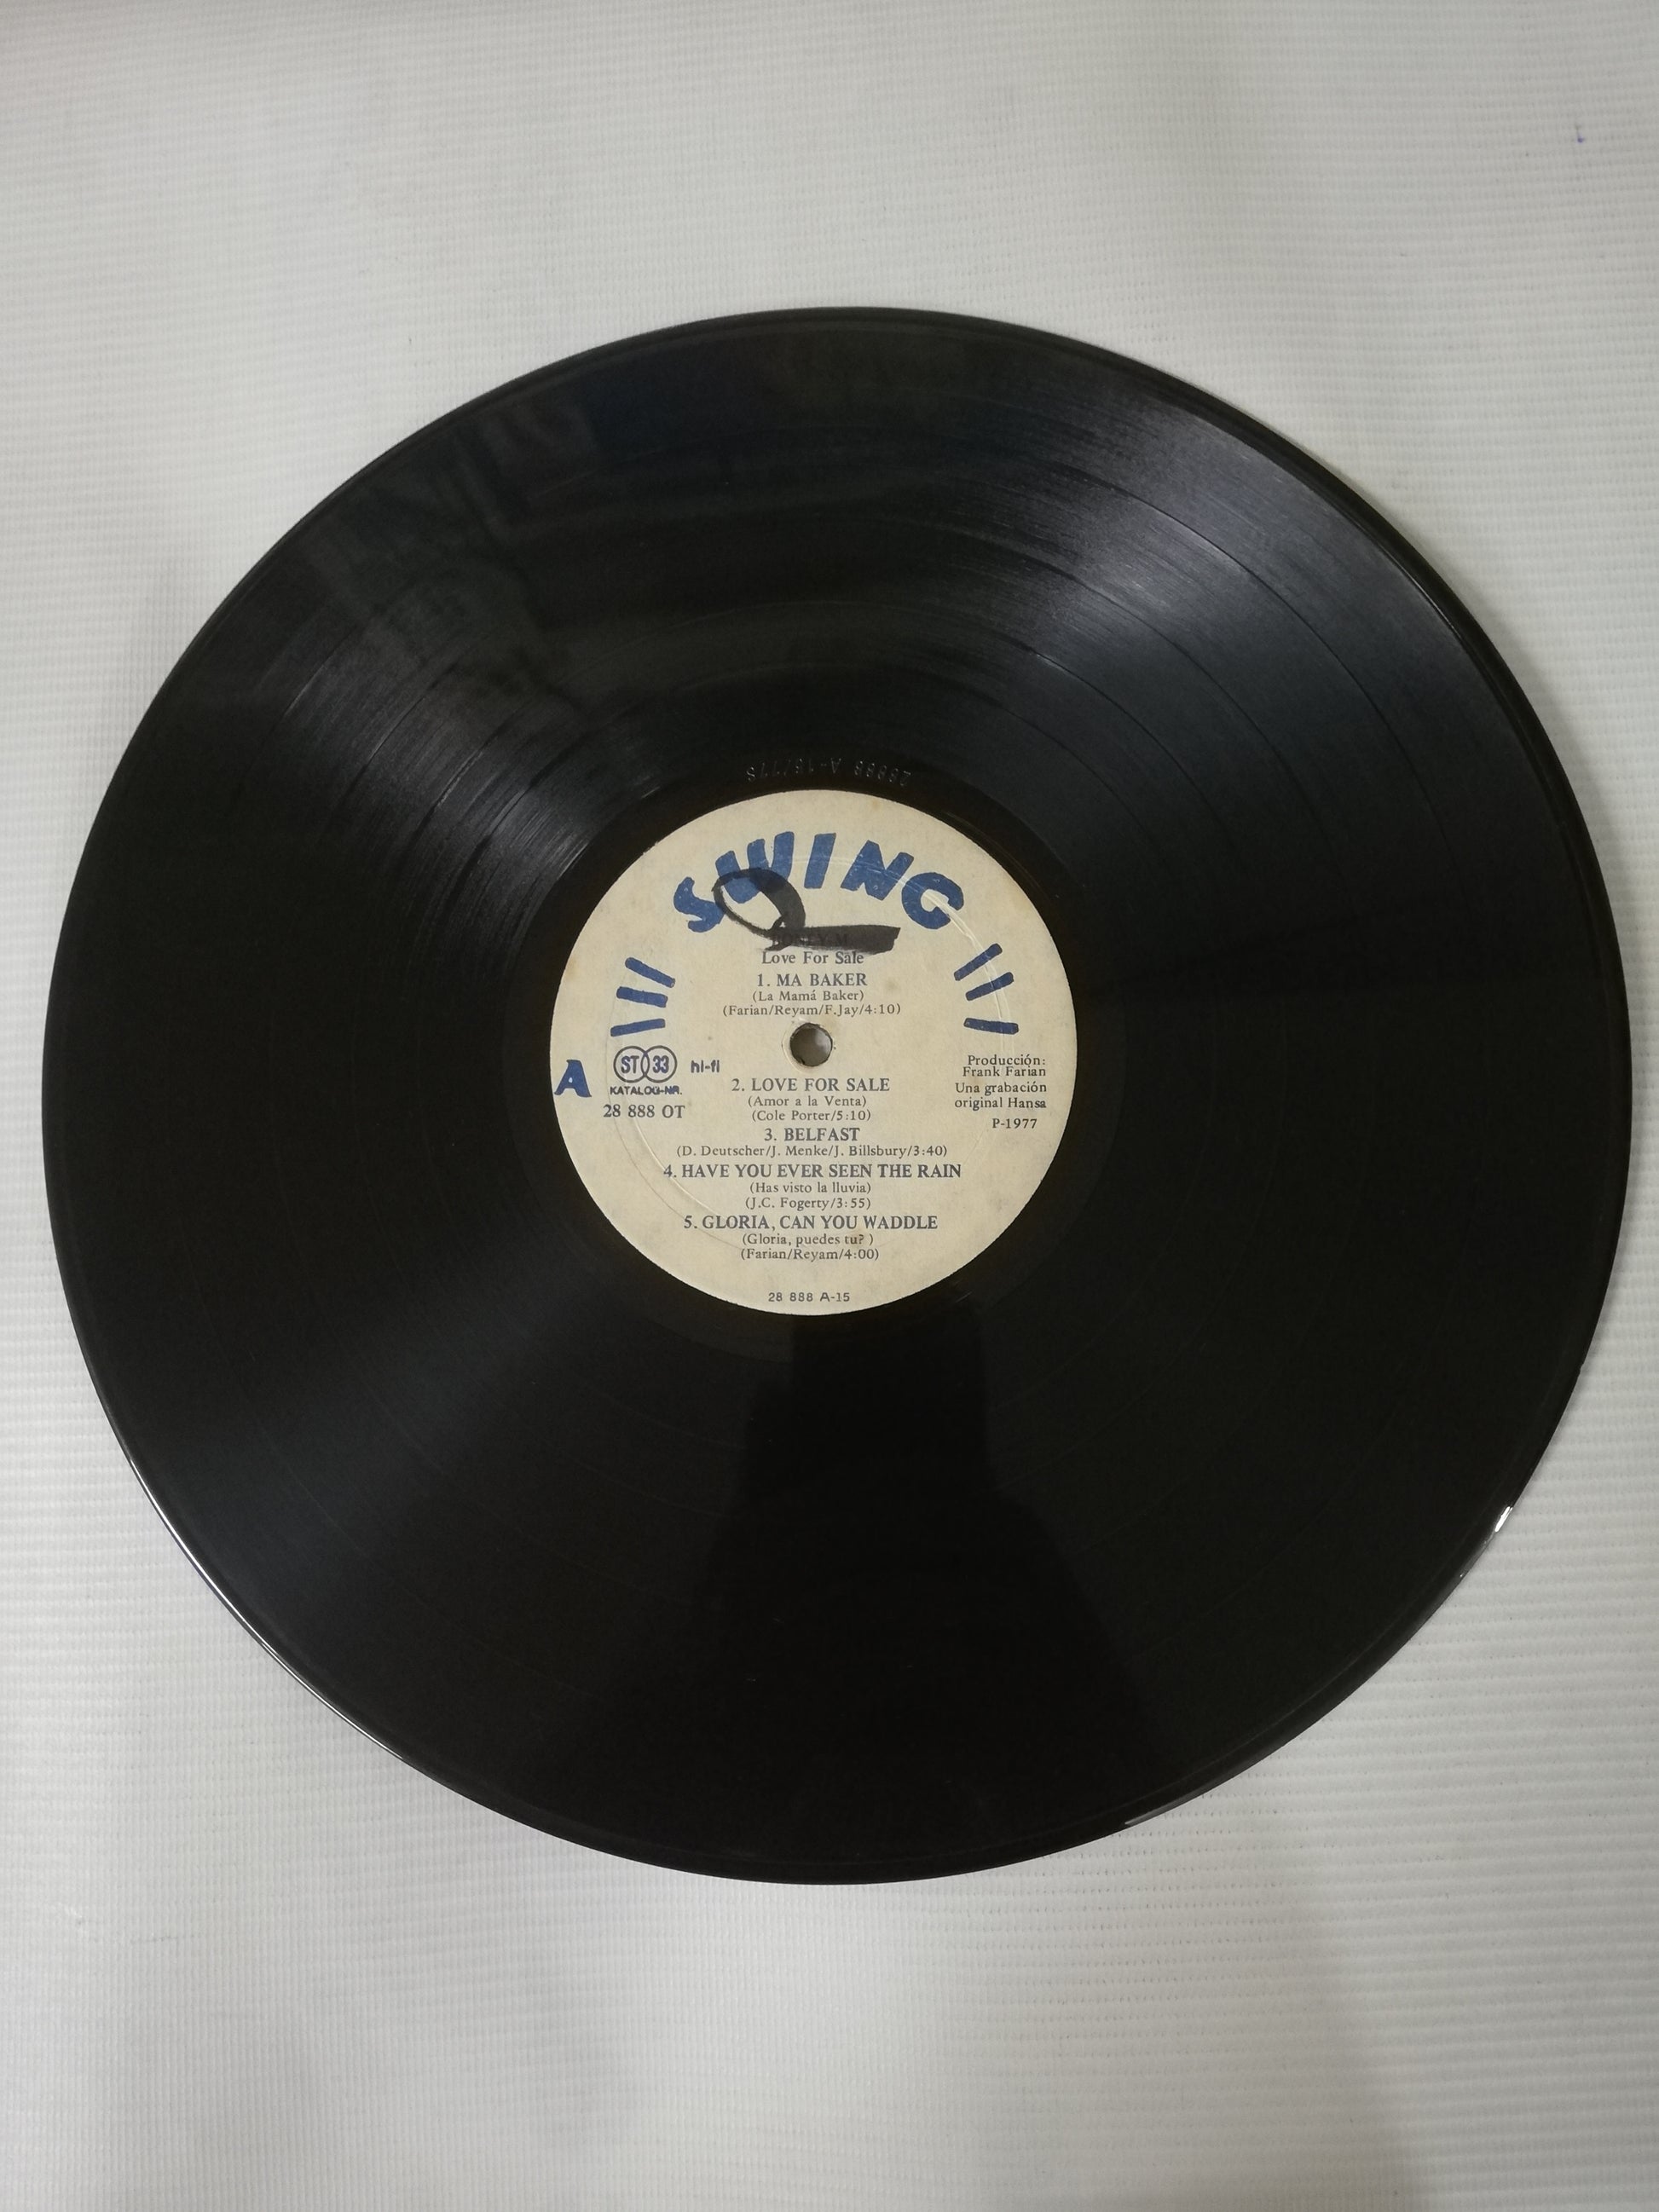 28888 A-15/77S
SWING
2
Love For Sale
1. MA BAKER
(La Mamá Baker)
(Farian/Reyam/F.Jay/4:10)
A
ST 33 hi-fi
KATALOG-NR.
28 888 OT
Producción:
Frank Farian
Una grabación
original Hansa
P-1977
2. LOVE FOR SALE
(Amor a la Venta)
(Cole Porter/5:10)
3. BELFAST
(D. Deutscher/J. Menke/J. Billsbury/3:40)
4. HAVE YOU EVER SEEN THE RAIN
(Has visto la lluvia)
(J.C. Fogerty/3:55)
5. GLORIA, CAN YOU WADDLE
(Gloria, puedes tu? )
(Farian/Reyam/4:00)
28 888 A-15